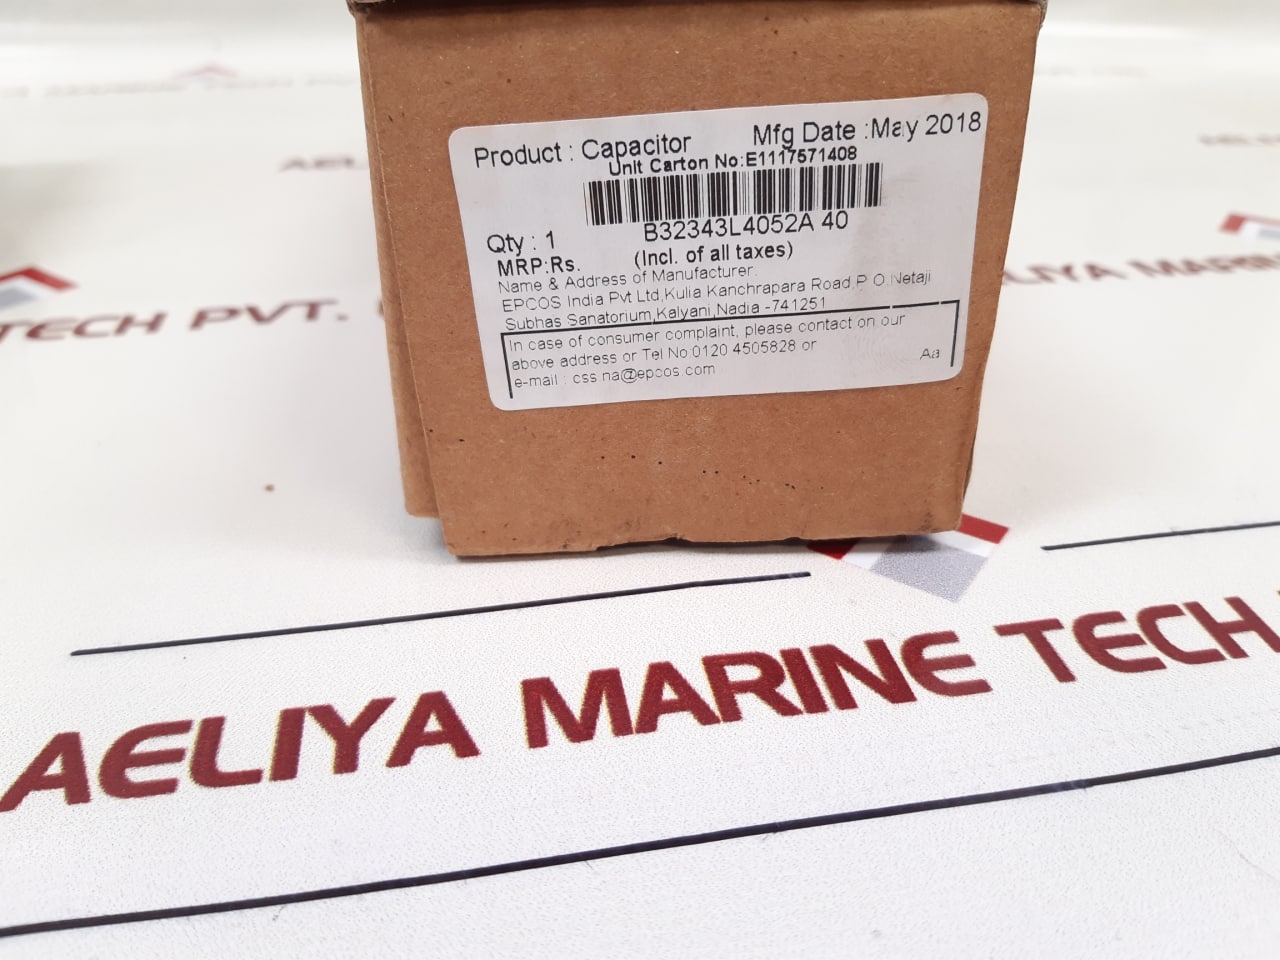 Product : Capacitor Mfg Date :May 2018
Unit Carton No:E1117571408
B32343L4052A 40
Qty : 1
MRP:Rs. (Incl. of all taxes)
Name & Address of Manufacturer:
EPCOS India Pvt Ltd,Kulia Kanchrapara Road,P O.Netaji
Subhas Sanatorium,Kalyani,Nadia -741251
In case of consumer complaint, please contact on our
above address or Tel No.0120 4505828 or
e-mail : css.na@epcos.com
Aa
TECH PVT.
AELIYA MARINE
AELIYA MARINE TECH